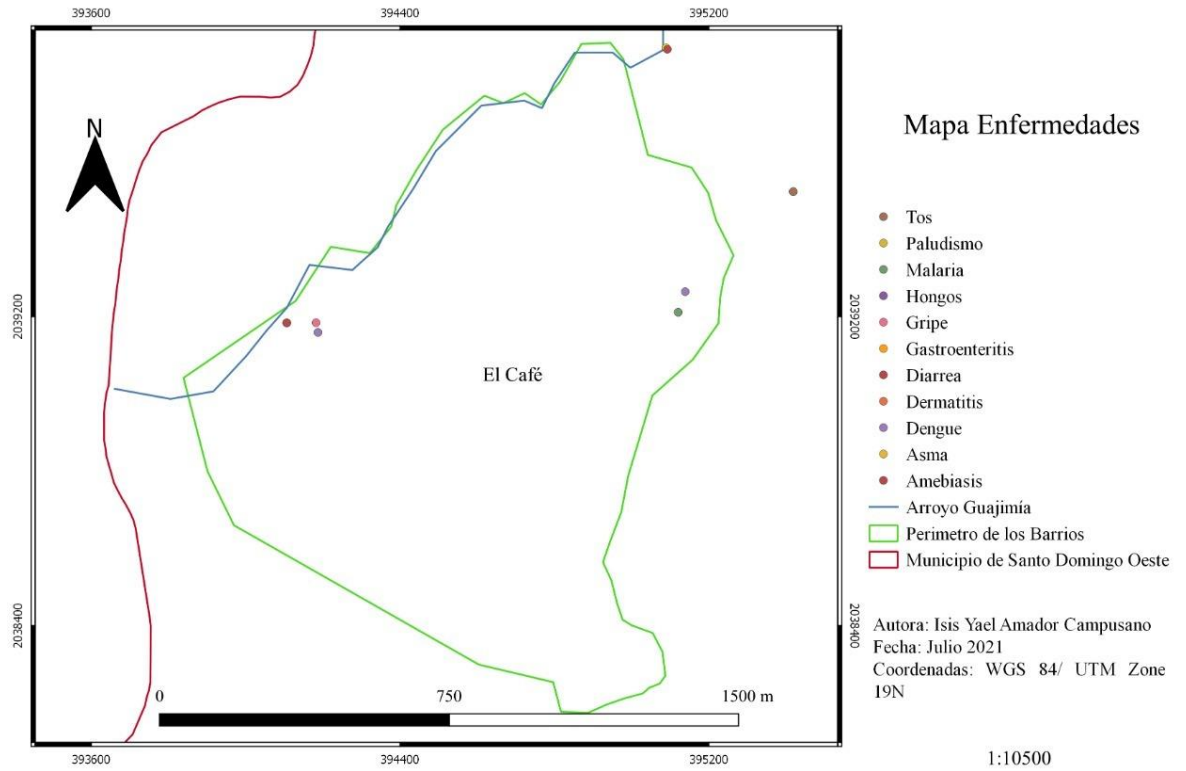 393600 394400 395200
N
2039200 2039200
El Café
2038400 2038400
0 750 1500 m
393600 394400 395200
Mapa Enfermedades
Tos
Paludismo
Malaria
Hongos
Gripe
Gastroenteritis
Diarrea
Dermatitis
Dengue
Asma
Amebiasis
Arroyo Guajimía
Perimetro de los Barrios
Municipio de Santo Domingo Oeste
Autora: Isis Yael Amador Campusano
Fecha: Julio 2021
Coordenadas: WGS 84/ UTM Zone
19N
1:10500